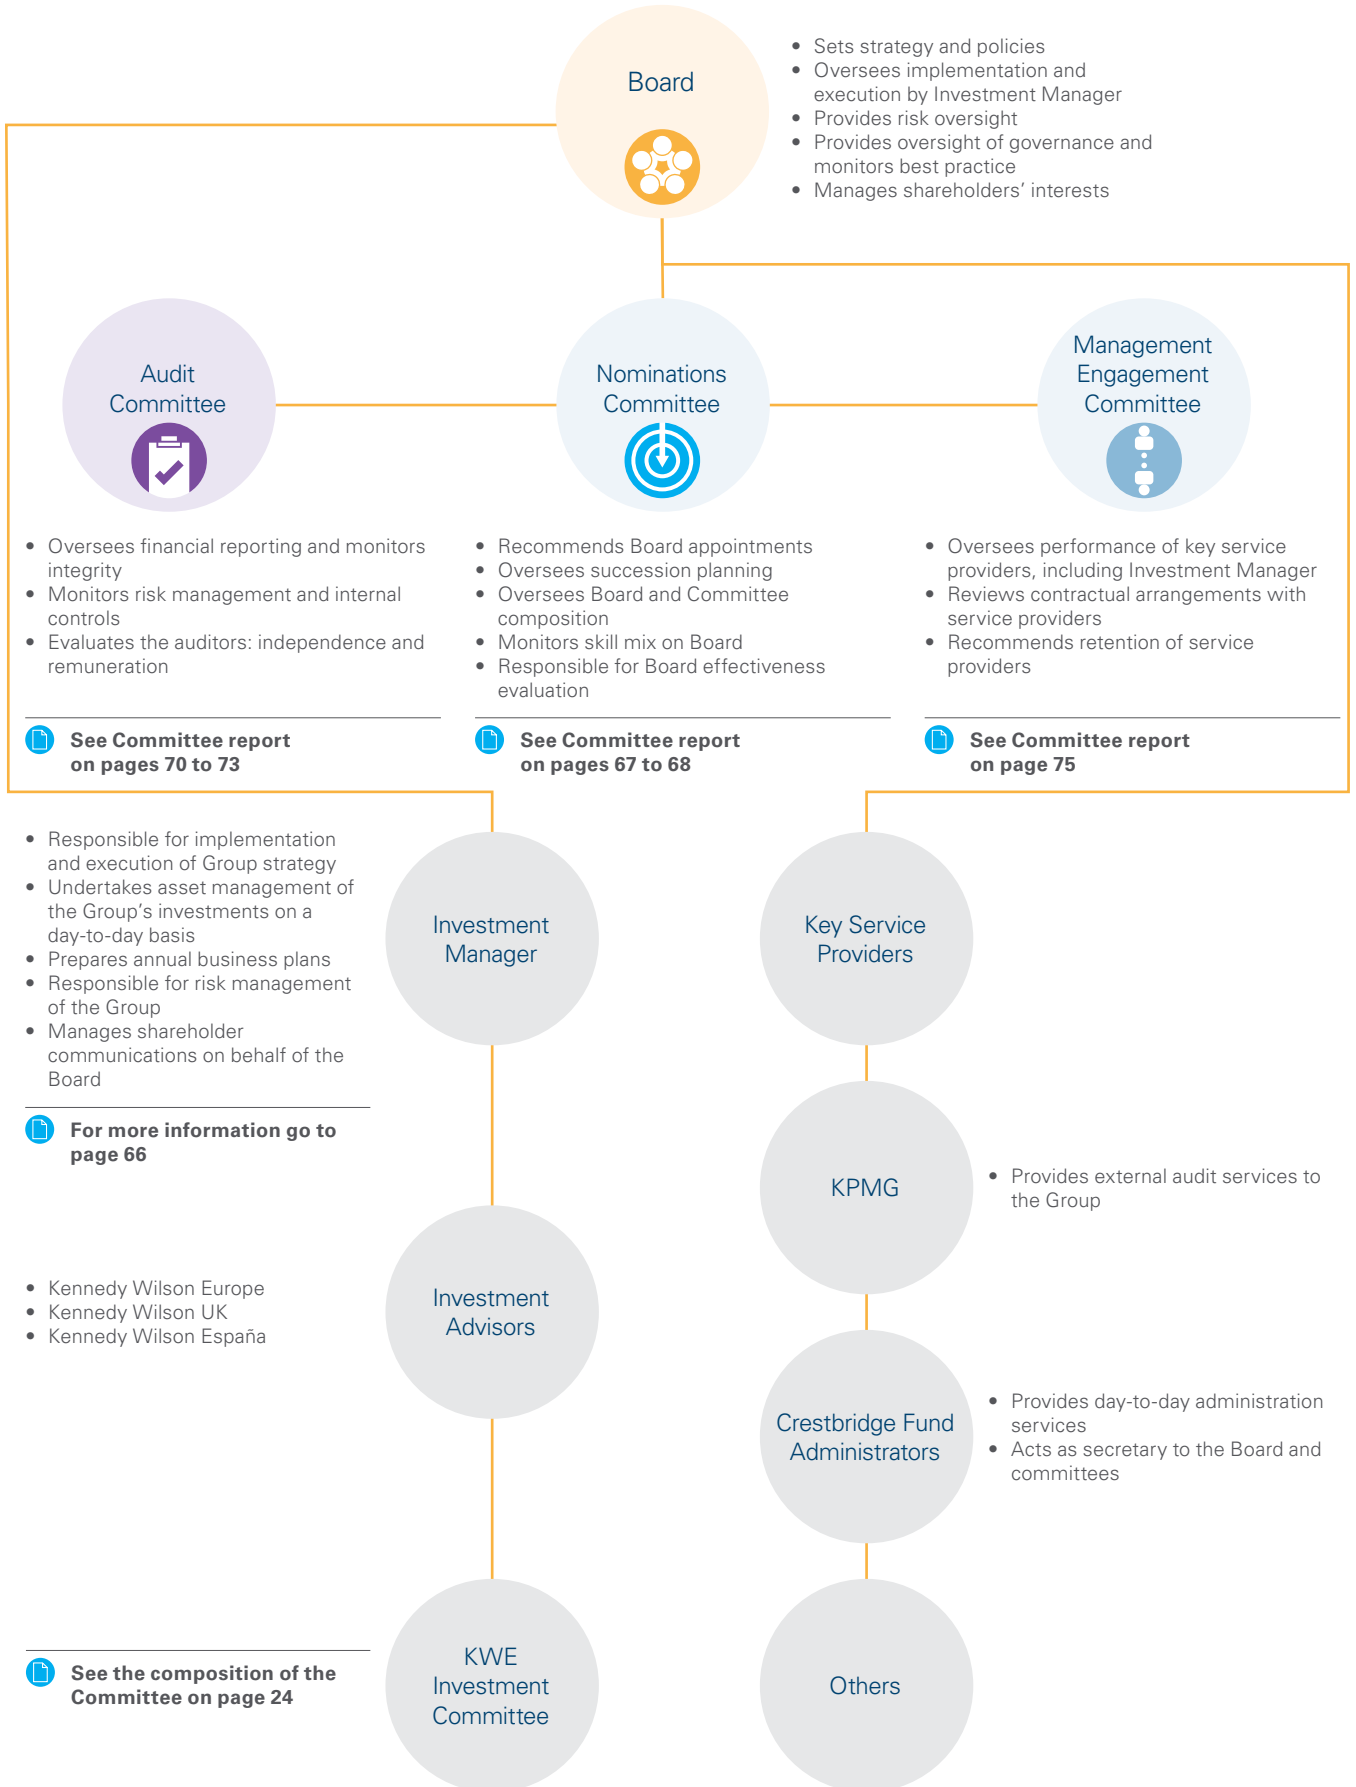 Board
• Sets strategy and policies
• Oversees implementation and
execution by Investment Manager
• Provides risk oversight
• Provides oversight of governance and
monitors best practice
• Manages shareholders’ interests
Audit
Committee
Nominations
Committee
Management
Engagement
Committee
• Oversees financial reporting and monitors
integrity
• Monitors risk management and internal
controls
• Evaluates the auditors: independence and
remuneration
See Committee report
on pages 70 to 73
• Recommends Board appointments
• Oversees succession planning
• Oversees Board and Committee
composition
• Monitors skill mix on Board
• Responsible for Board effectiveness
evaluation
See Committee report
on pages 67 to 68
• Oversees performance of key service
providers, including Investment Manager
• Reviews contractual arrangements with
service providers
• Recommends retention of service
providers
See Committee report
on page 75
• Responsible for implementation
and execution of Group strategy
• Undertakes asset management of
the Group’s investments on a
day-to-day basis
• Prepares annual business plans
• Responsible for risk management
of the Group
• Manages shareholder
communications on behalf of the
Board
For more information go to
page 66
Investment
Manager
Key Service
Providers
KPMG
• Provides external audit services to
the Group
• Kennedy Wilson Europe
• Kennedy Wilson UK
• Kennedy Wilson España
Investment
Advisors
Crestbridge Fund
Administrators
• Provides day-to-day administration
services
• Acts as secretary to the Board and
committees
See the composition of the
Committee on page 24
KWE
Investment
Committee
Others